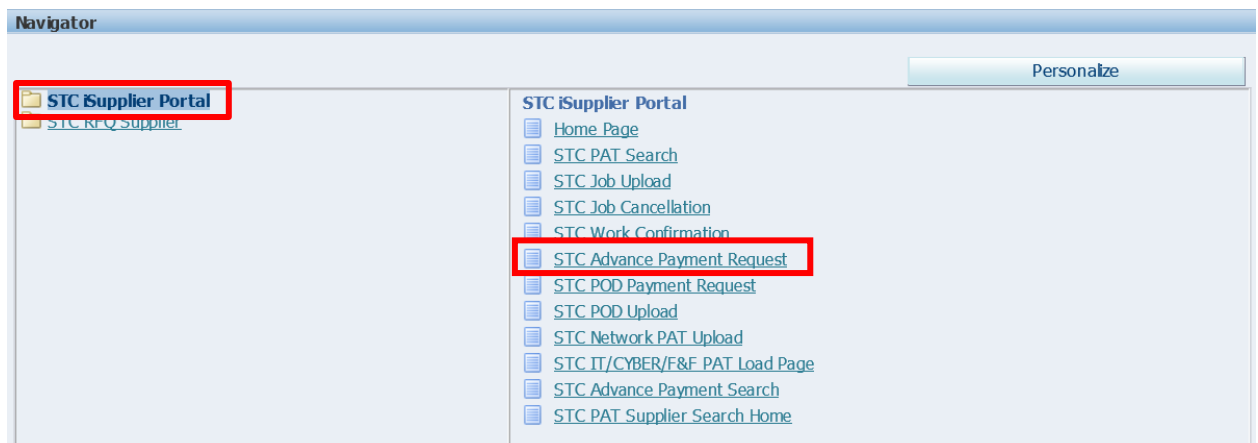 Navigator
Personalize
STC iSupplier Portal
STC RFQ Supplier
STC iSupplier Portal
Home Page
STC PAT Search
STC Job Upload
STC Job Cancellation
STC Work Confirmation
STC Advance Payment Request
STC POD Payment Request
STC POD Upload
STC Network PAT Upload
STC IT/CYBER/F&F PAT Load Page
STC Advance Payment Search
STC PAT Supplier Search Home